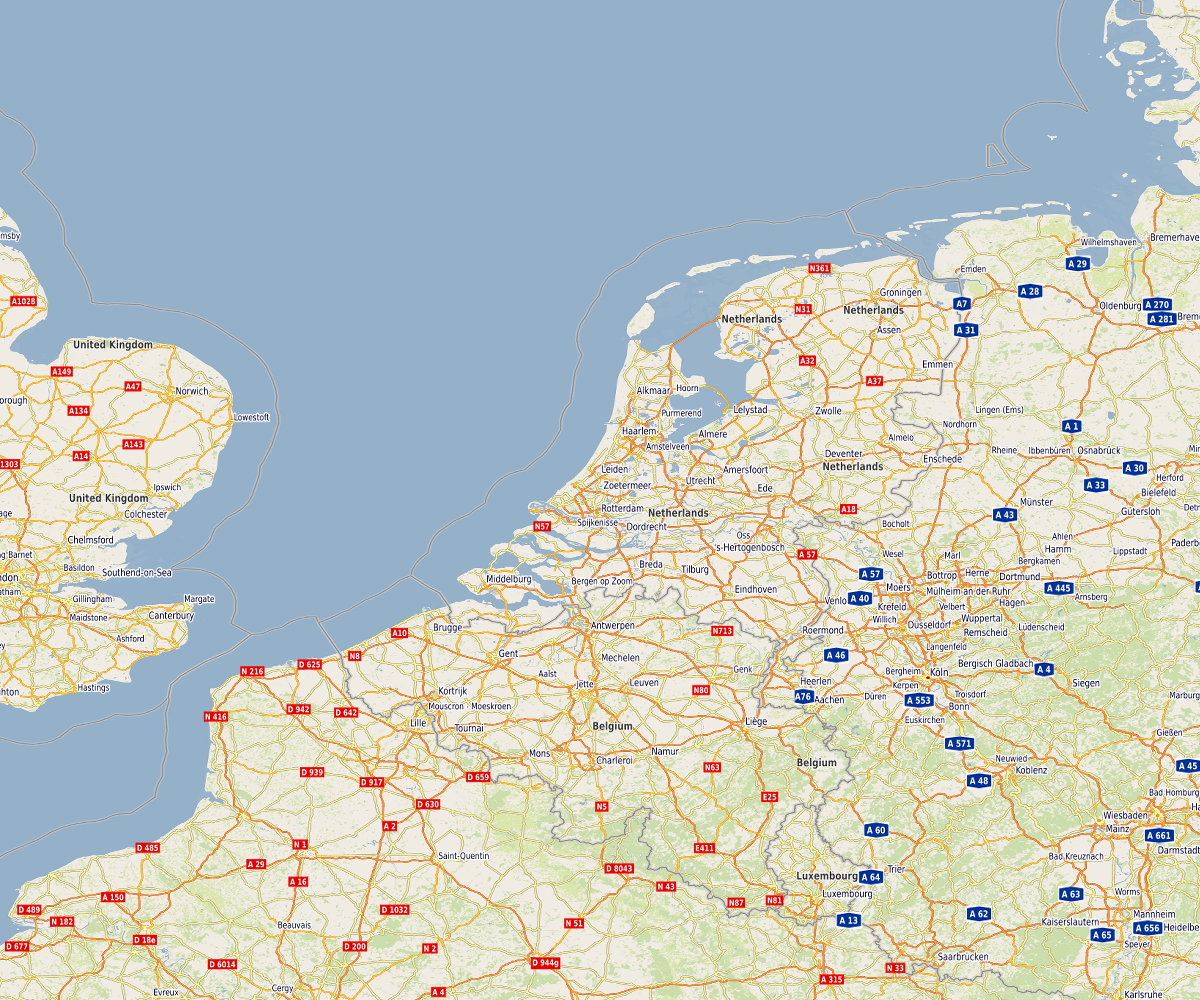 msby
Wilhelmshaven
Bremerhave
A 29
N361
Emden
A1028
Groningen
A 28
A7
Oldenburg
A 270
N31
Netherlands
Netherlands
A 281
Brem
A 31
Assen
United Kingdom
A32
Emmen
A149
A47
Norwich
A37
Alkmaar
Hoorn
orough
A134
Lowestoft
Purmerend
Lelystad
Zwolle
Lingen (Ems)
Nordhorn
A 1
Haarlem
Almere
Almelo
A143
Amstelveen
Rheine
Ibbenbüren
Osnabrück
A14
Deventer
Enschede
1303
Leiden
Amersfoort
Netherlands
A 30
Min
Utrecht
Herford
Zoetermeer
Ede
A 33
Ipswich
Bielefeld
United Kingdom
Münster
age
Rotterdam
A18
Gutersloh
Detr
Colchester
Netherlands
A 43
Spijkenisse
Dordrecht
Bocholt
N57
Chelmsford
Oss
Ahlen
g Barnet
's-Hertogenbosch
A 57
Wesel
Marl
Hamm
Lippstadt
Paderb
Basildon
Breda
Bergkamen
Southend-on-Sea
Tilburg
A 57
Bottrop
Herne
Dortmund
ndon
Middelburg
Bergen op Zoom
Eindhoven
Moers
Mülheim an der Ruhr
A 445
atham
Gillingham
Margate
Venlo
A 40
Arnsberg
Maidstone
Canterbury
Krefeld
Velbert
Hagen
Willich
Wuppertal
Brugge
Antwerpen
Düsseldorf
Lüdenscheid
A10
N713
Roermond
Remscheid
Ashford
ey
Langenfeld
Gent
Mechelen
A 46
N8
D 625
Bergisch Gladbach
N 216
Aalst
Genk
Bergheim
Köln
A 4
Heerlen
Kerpen
Siegen
Jette
Leuven
hton
Hastings
Kortrijk
N80
A76
Aachen
Düren
Troisdorf
Marburg
A 553
D 942
D 642
Mouscron
Moeskroen
Bonn
N 416
Lille
Tournai
Belgium
Liège
Euskirchen
Gießen
A 571
Mons
Namur
Charleroi
Belgium
Neuwied
N63
Koblenz
A 45
D 939
D 917
D 659
A 48
Bad Homburg
D 630
N5
E25
Ha
Wiesbaden
A 2
Mainz
A 60
A 661
N 1
D 485
E411
Darmstadt
Saint-Quentin
Bad Kreuznach
A 29
D 8043
Trier
Luxembourg
A 64
A 16
N 43
Luxembourg
A 63
Worms
A 150
N87
N81
D 489
D 1032
A 62
Mannheim
N 182
Beauvais
N 51
A 13
Kaiserslautern
A 656
Heidelbe
A 65
D 677
D 18e
D 200
N 2
Speyer
Saarbrücken
D 6014
D 944g
N 33
A 315
Evreux
Cergy
A 4
Karlsruhe